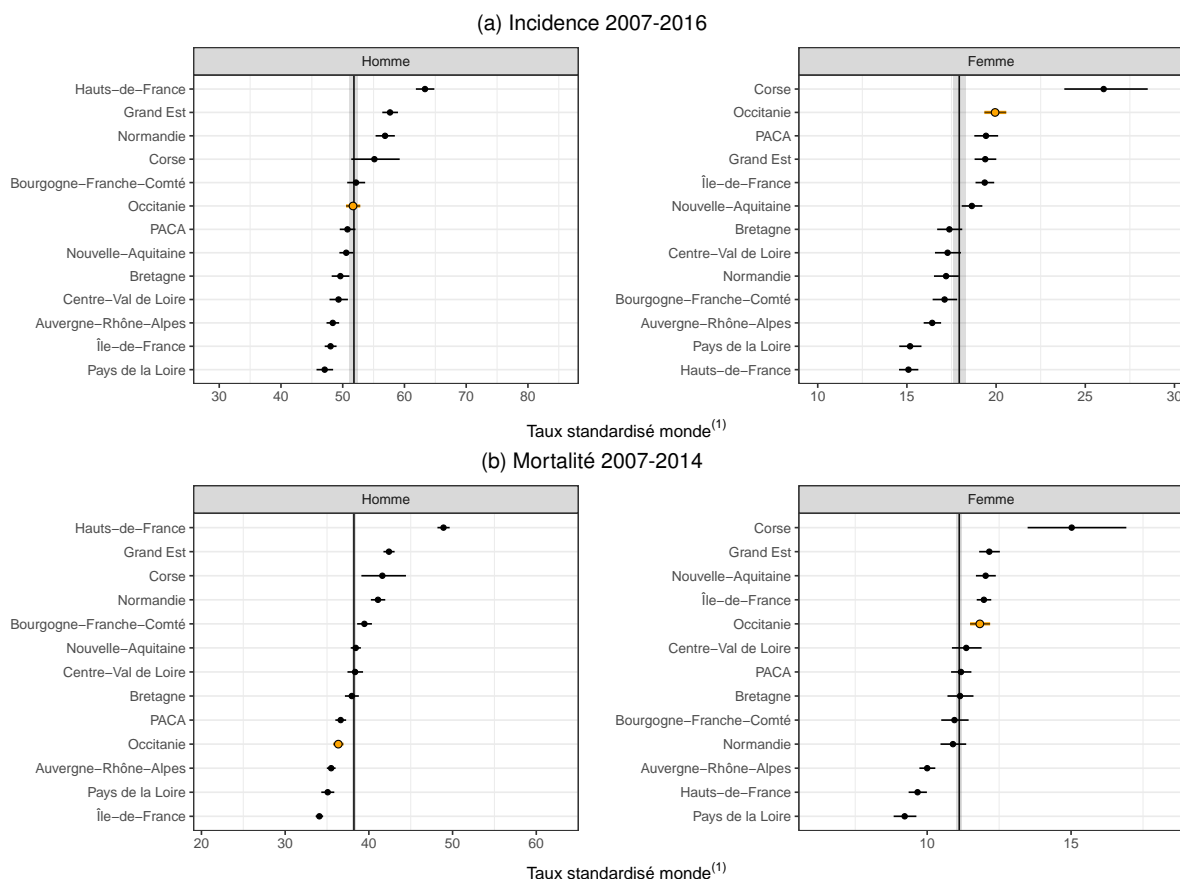 (a) Incidence 2007-2016
Homme
Hauts−de−France
Grand Est
Normandie
Corse
Bourgogne−Franche−Comté
Occitanie
PACA
Nouvelle−Aquitaine
Bretagne
Centre−Val de Loire
Auvergne−Rhône−Alpes
Île−de−France
Pays de la Loire
30 40 50 60 70 80
Femme
Corse
Occitanie
PACA
Grand Est
Île−de−France
Nouvelle−Aquitaine
Bretagne
Centre−Val de Loire
Normandie
Bourgogne−Franche−Comté
Auvergne−Rhône−Alpes
Pays de la Loire
Hauts−de−France
10 15 20 25 30
Taux standardisé monde(1)
(b) Mortalité 2007-2014
Homme
Hauts−de−France
Grand Est
Corse
Normandie
Bourgogne−Franche−Comté
Nouvelle−Aquitaine
Centre−Val de Loire
Bretagne
PACA
Occitanie
Auvergne−Rhône−Alpes
Pays de la Loire
Île−de−France
20 30 40 50 60
Femme
Corse
Grand Est
Nouvelle−Aquitaine
Île−de−France
Occitanie
Centre−Val de Loire
PACA
Bretagne
Bourgogne−Franche−Comté
Normandie
Auvergne−Rhône−Alpes
Hauts−de−France
Pays de la Loire
10 15
Taux standardisé monde(1)